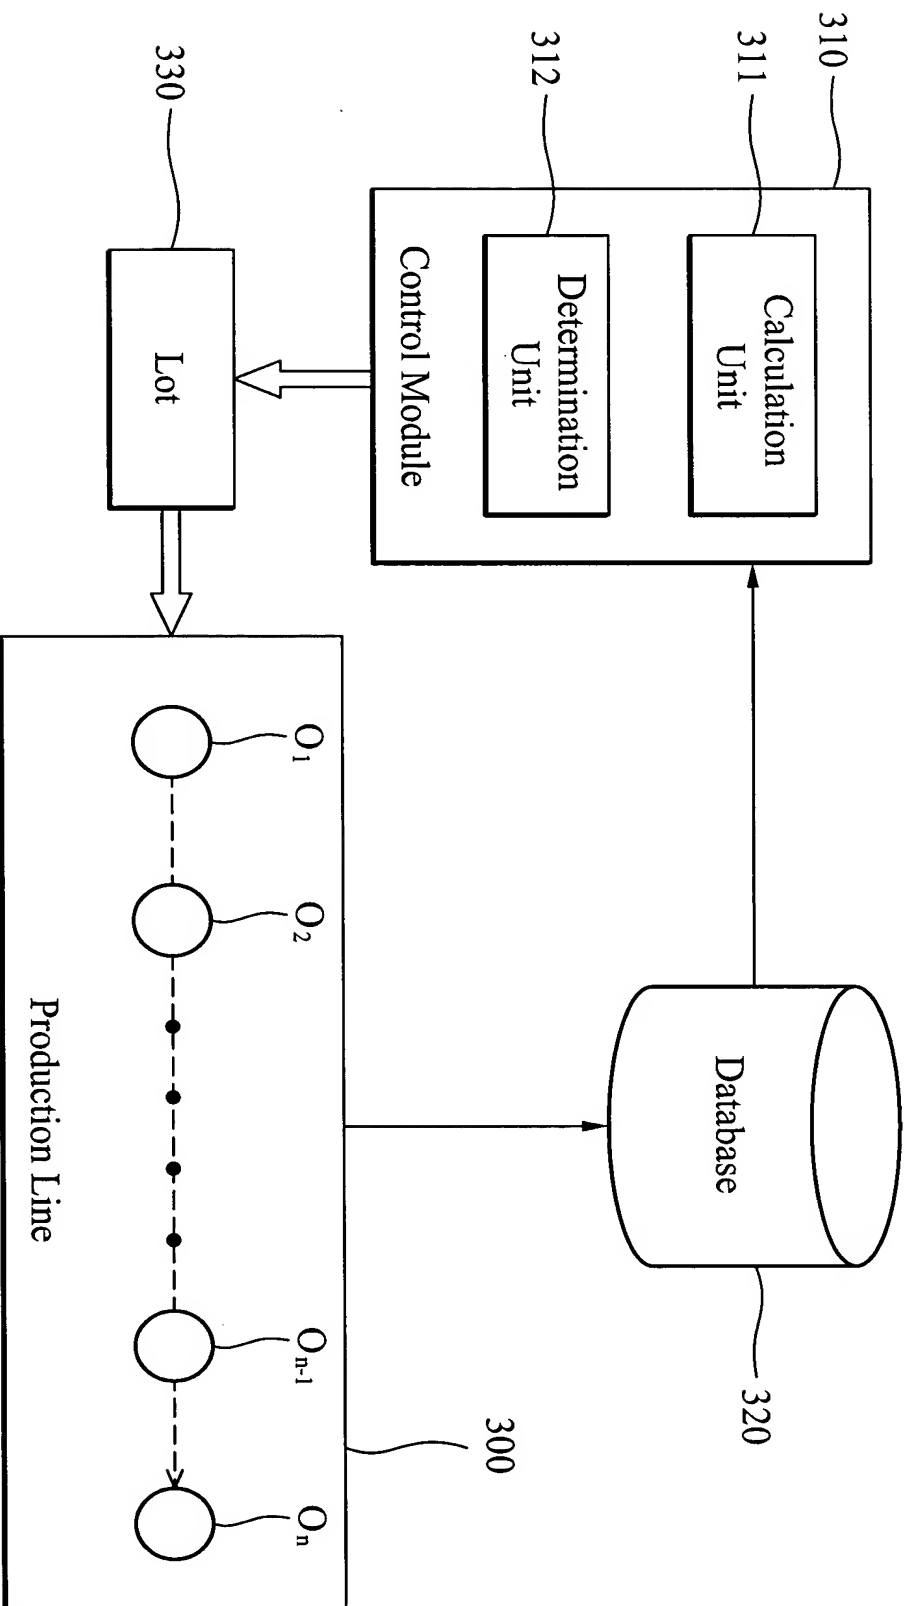 310
311
Calculation
Unit
312
Determination
Unit
Control Module
Database
320
330
Lot
300
O1
O2
On-1
On
Production Line